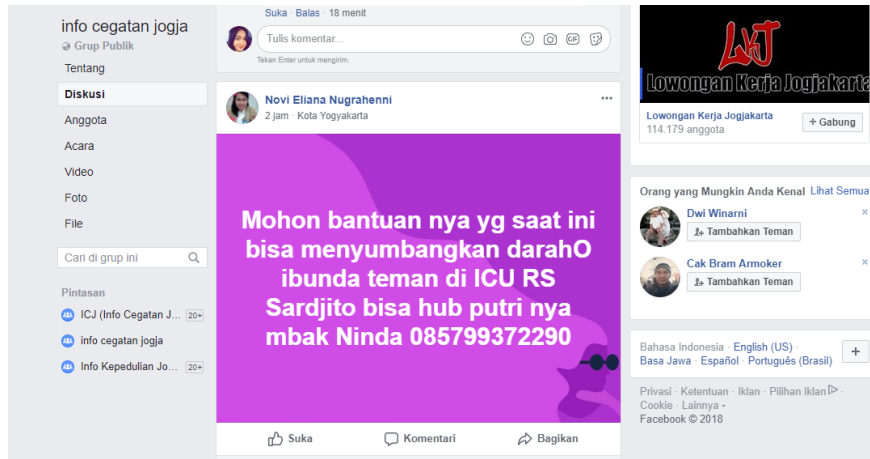 info cegatan jogja
Grup Publik
Tentang
Diskusi
Anggota
Acara
Video
Foto
File
Cari di grup ini
Pintasan
ICJ (Info Cegatan J... 20+
info cegatan jogja
Info Kepedulian Jo... 20+
Suka · Balas · 18 menit
Tulis komentar...
GIF
Tekan Enter untuk mengirim.
Novi Eliana Nugrahenni
2 jam · Kota Yogyakarta
Mohon bantuan nya yg saat ini
bisa menyumbangkan darahO
ibunda teman di ICU RS
Sardjito bisa hub putri nya
mbak Ninda 085799372290
Suka Komentari Bagikan
LKJ
Lowongan Kerja Jogjakarta
Lowongan Kerja Jogjakarta
114.179 anggota
+ Gabung
Orang yang Mungkin Anda Kenal Lihat Semua
Dwi Winarni
Tambahkan Teman
Cak Bram Armoker
Tambahkan Teman
Bahasa Indonesia · English (US) ·
Basa Jawa · Español · Português (Brasil)
Privasi · Ketentuan · Iklan · Pilihan Iklan ·
Cookie · Lainnya
Facebook © 2018